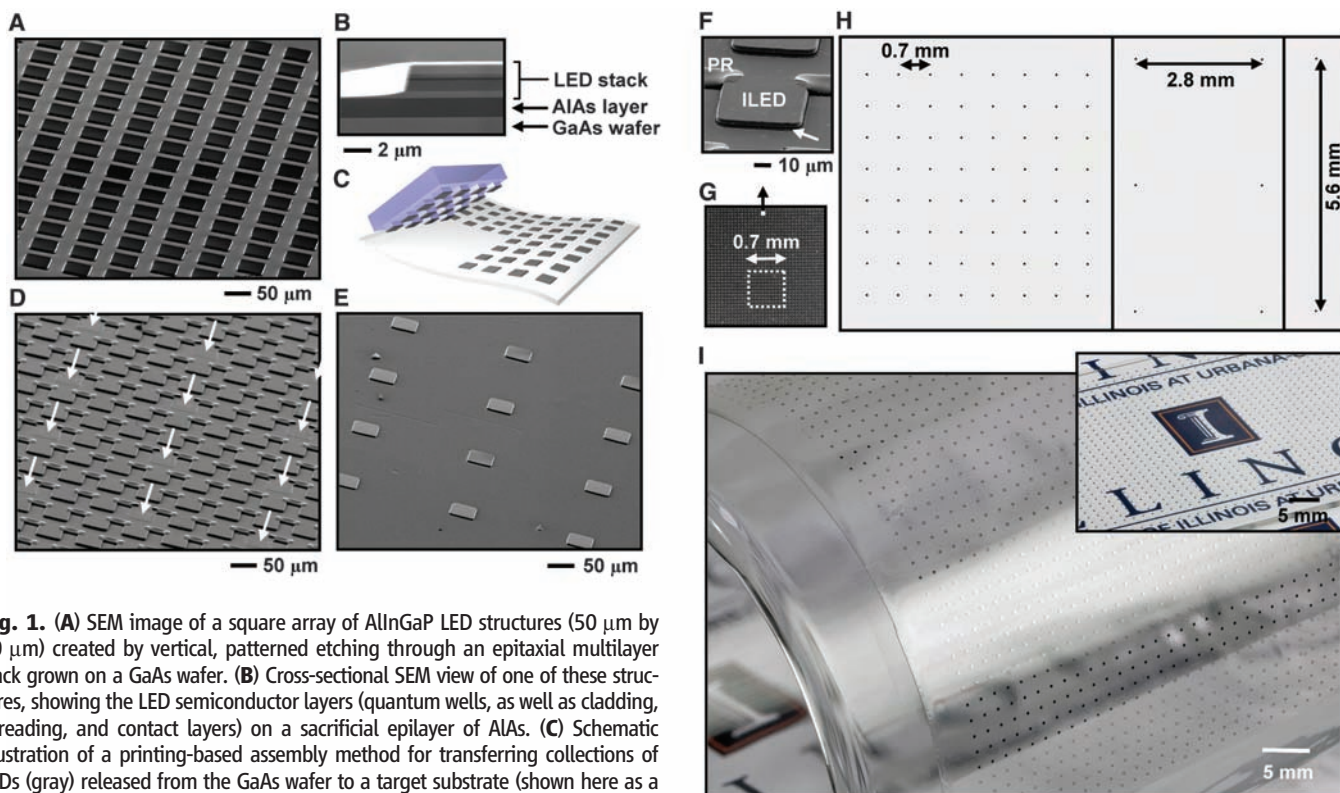 A
B
LED stack
AlAs layer
GaAs wafer
2 μm
C
50 μm
D
E
50 μm
50 μm
F
PR
ILED
10 μm
G
0.7 mm
H
0.7 mm
2.8 mm
5.6 mm
I
I N
ILLINOIS AT URBANA
I
L I N
ILLINOIS AT UR
5 mm
5 mm
g. 1. (A) SEM image of a square array of AlInGaP LED structures (50 μm by
μm) created by vertical, patterned etching through an epitaxial multilayer
ack grown on a GaAs wafer. (B) Cross-sectional SEM view of one of these struc-
res, showing the LED semiconductor layers (quantum wells, as well as cladding,
reading, and contact layers) on a sacrificial epilayer of AlAs. (C) Schematic
ustration of a printing-based assembly method for transferring collections of
Ds (gray) released from the GaAs wafer to a target substrate (shown here as a